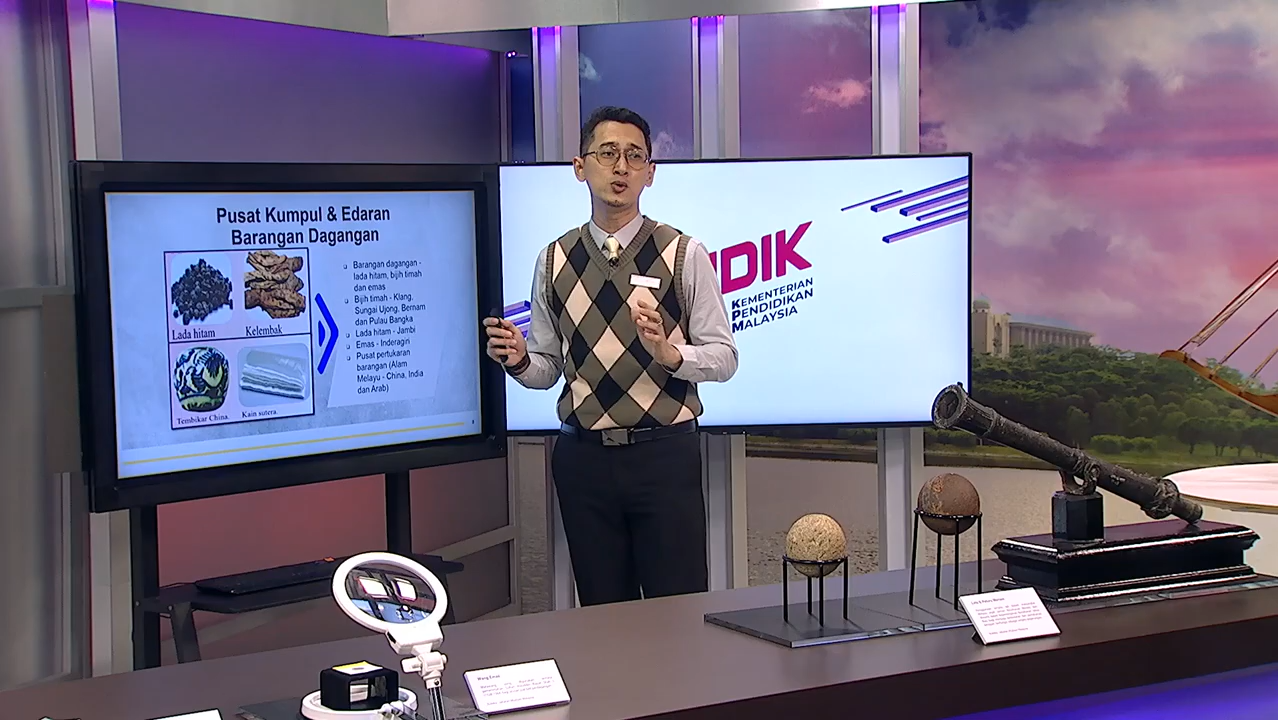 Pusat Kumpul & Edaran
Barangan Dagangan
Lada hitam
Kelembak
Tembikar China.
Kain sutera.
Barangan dagangan -
lada hitam, bijih timah
dan emas
Bijih timah - Klang,
Sungai Ujong, Bernam
dan Pulau Bangka
Lada hitam - Jambi
Emas - Inderagiri
Pusat pertukaran
barangan (Alam
Melayu - China, India
dan Arab)
DIK
KEMENTERIAN
PENDIDIKAN
MALAYSIA
Wang Emas